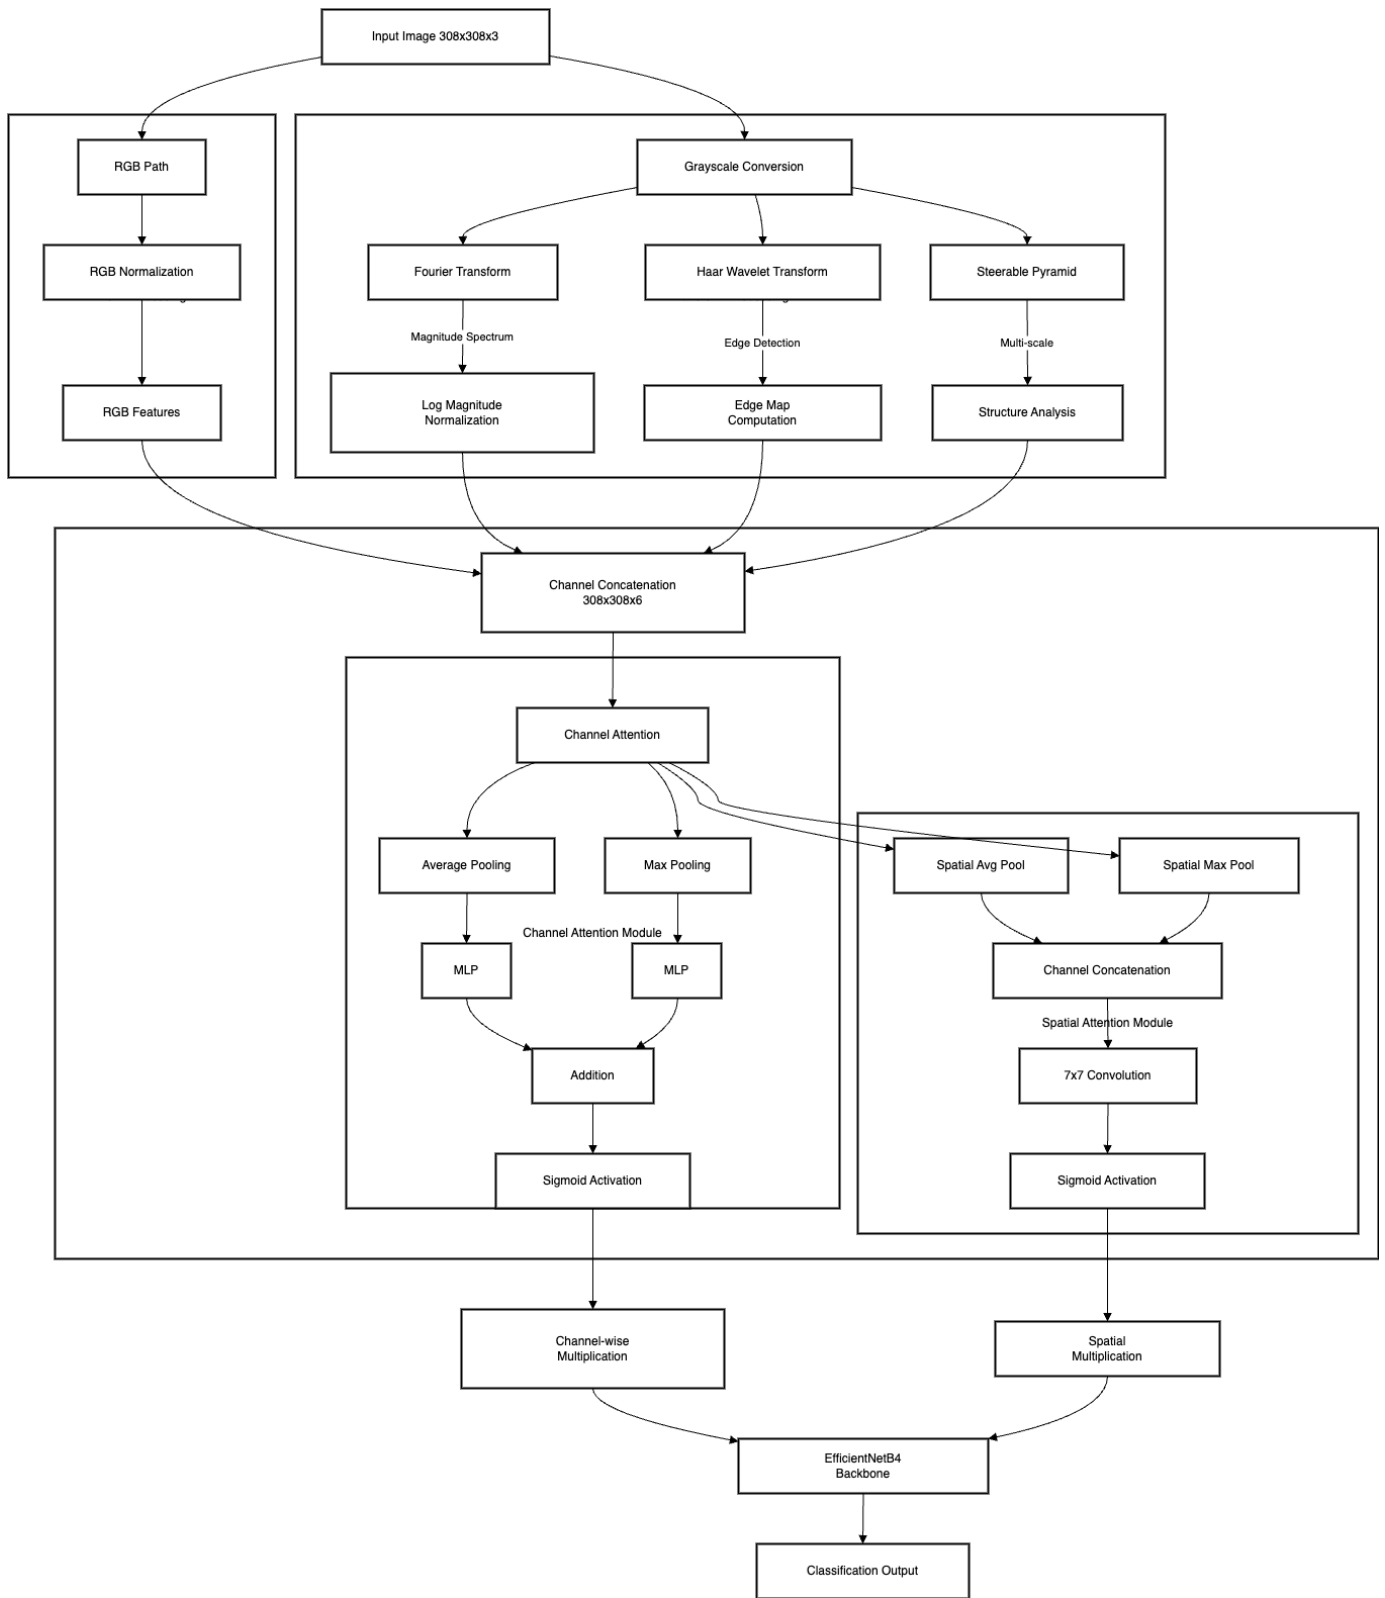 Input Image 308x308x3
RGB Path
Grayscale Conversion
RGB Normalization
Fourier Transform
Haar Wavelet Transform
Steerable Pyramid
Magnitude Spectrum
Edge Detection
Multi-scale
RGB Features
Log Magnitude
Normalization
Edge Map
Computation
Structure Analysis
Channel Concatenation
308x308x6
Channel Attention
Average Pooling
Max Pooling
Spatial Avg Pool
Spatial Max Pool
Channel Attention Module
MLP
MLP
Channel Concatenation
Spatial Attention Module
Addition
7x7 Convolution
Sigmoid Activation
Sigmoid Activation
Channel-wise
Multiplication
Spatial
Multiplication
EfficientNetB4
Backbone
Classification Output